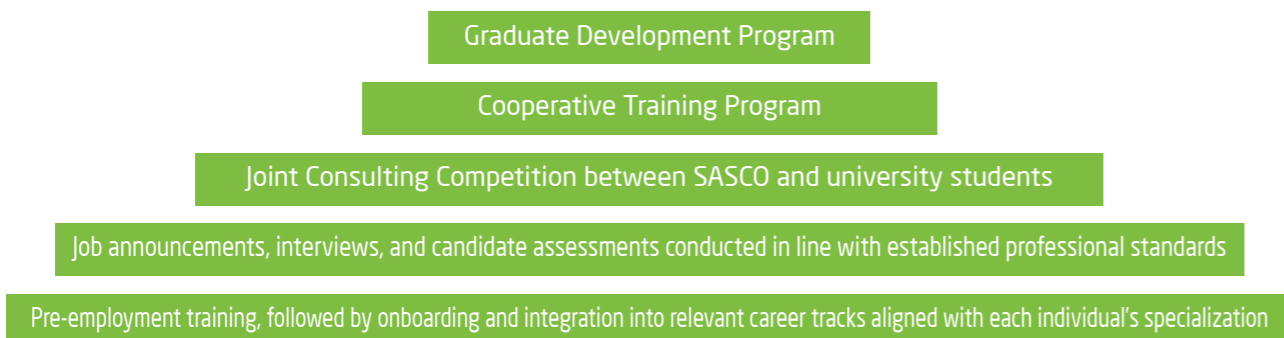 Graduate Development Program
Cooperative Training Program
Joint Consulting Competition between SASCO and university students
Job announcements, interviews, and candidate assessments conducted in line with established professional standards
Pre-employment training, followed by onboarding and integration into relevant career tracks aligned with each individual's specialization